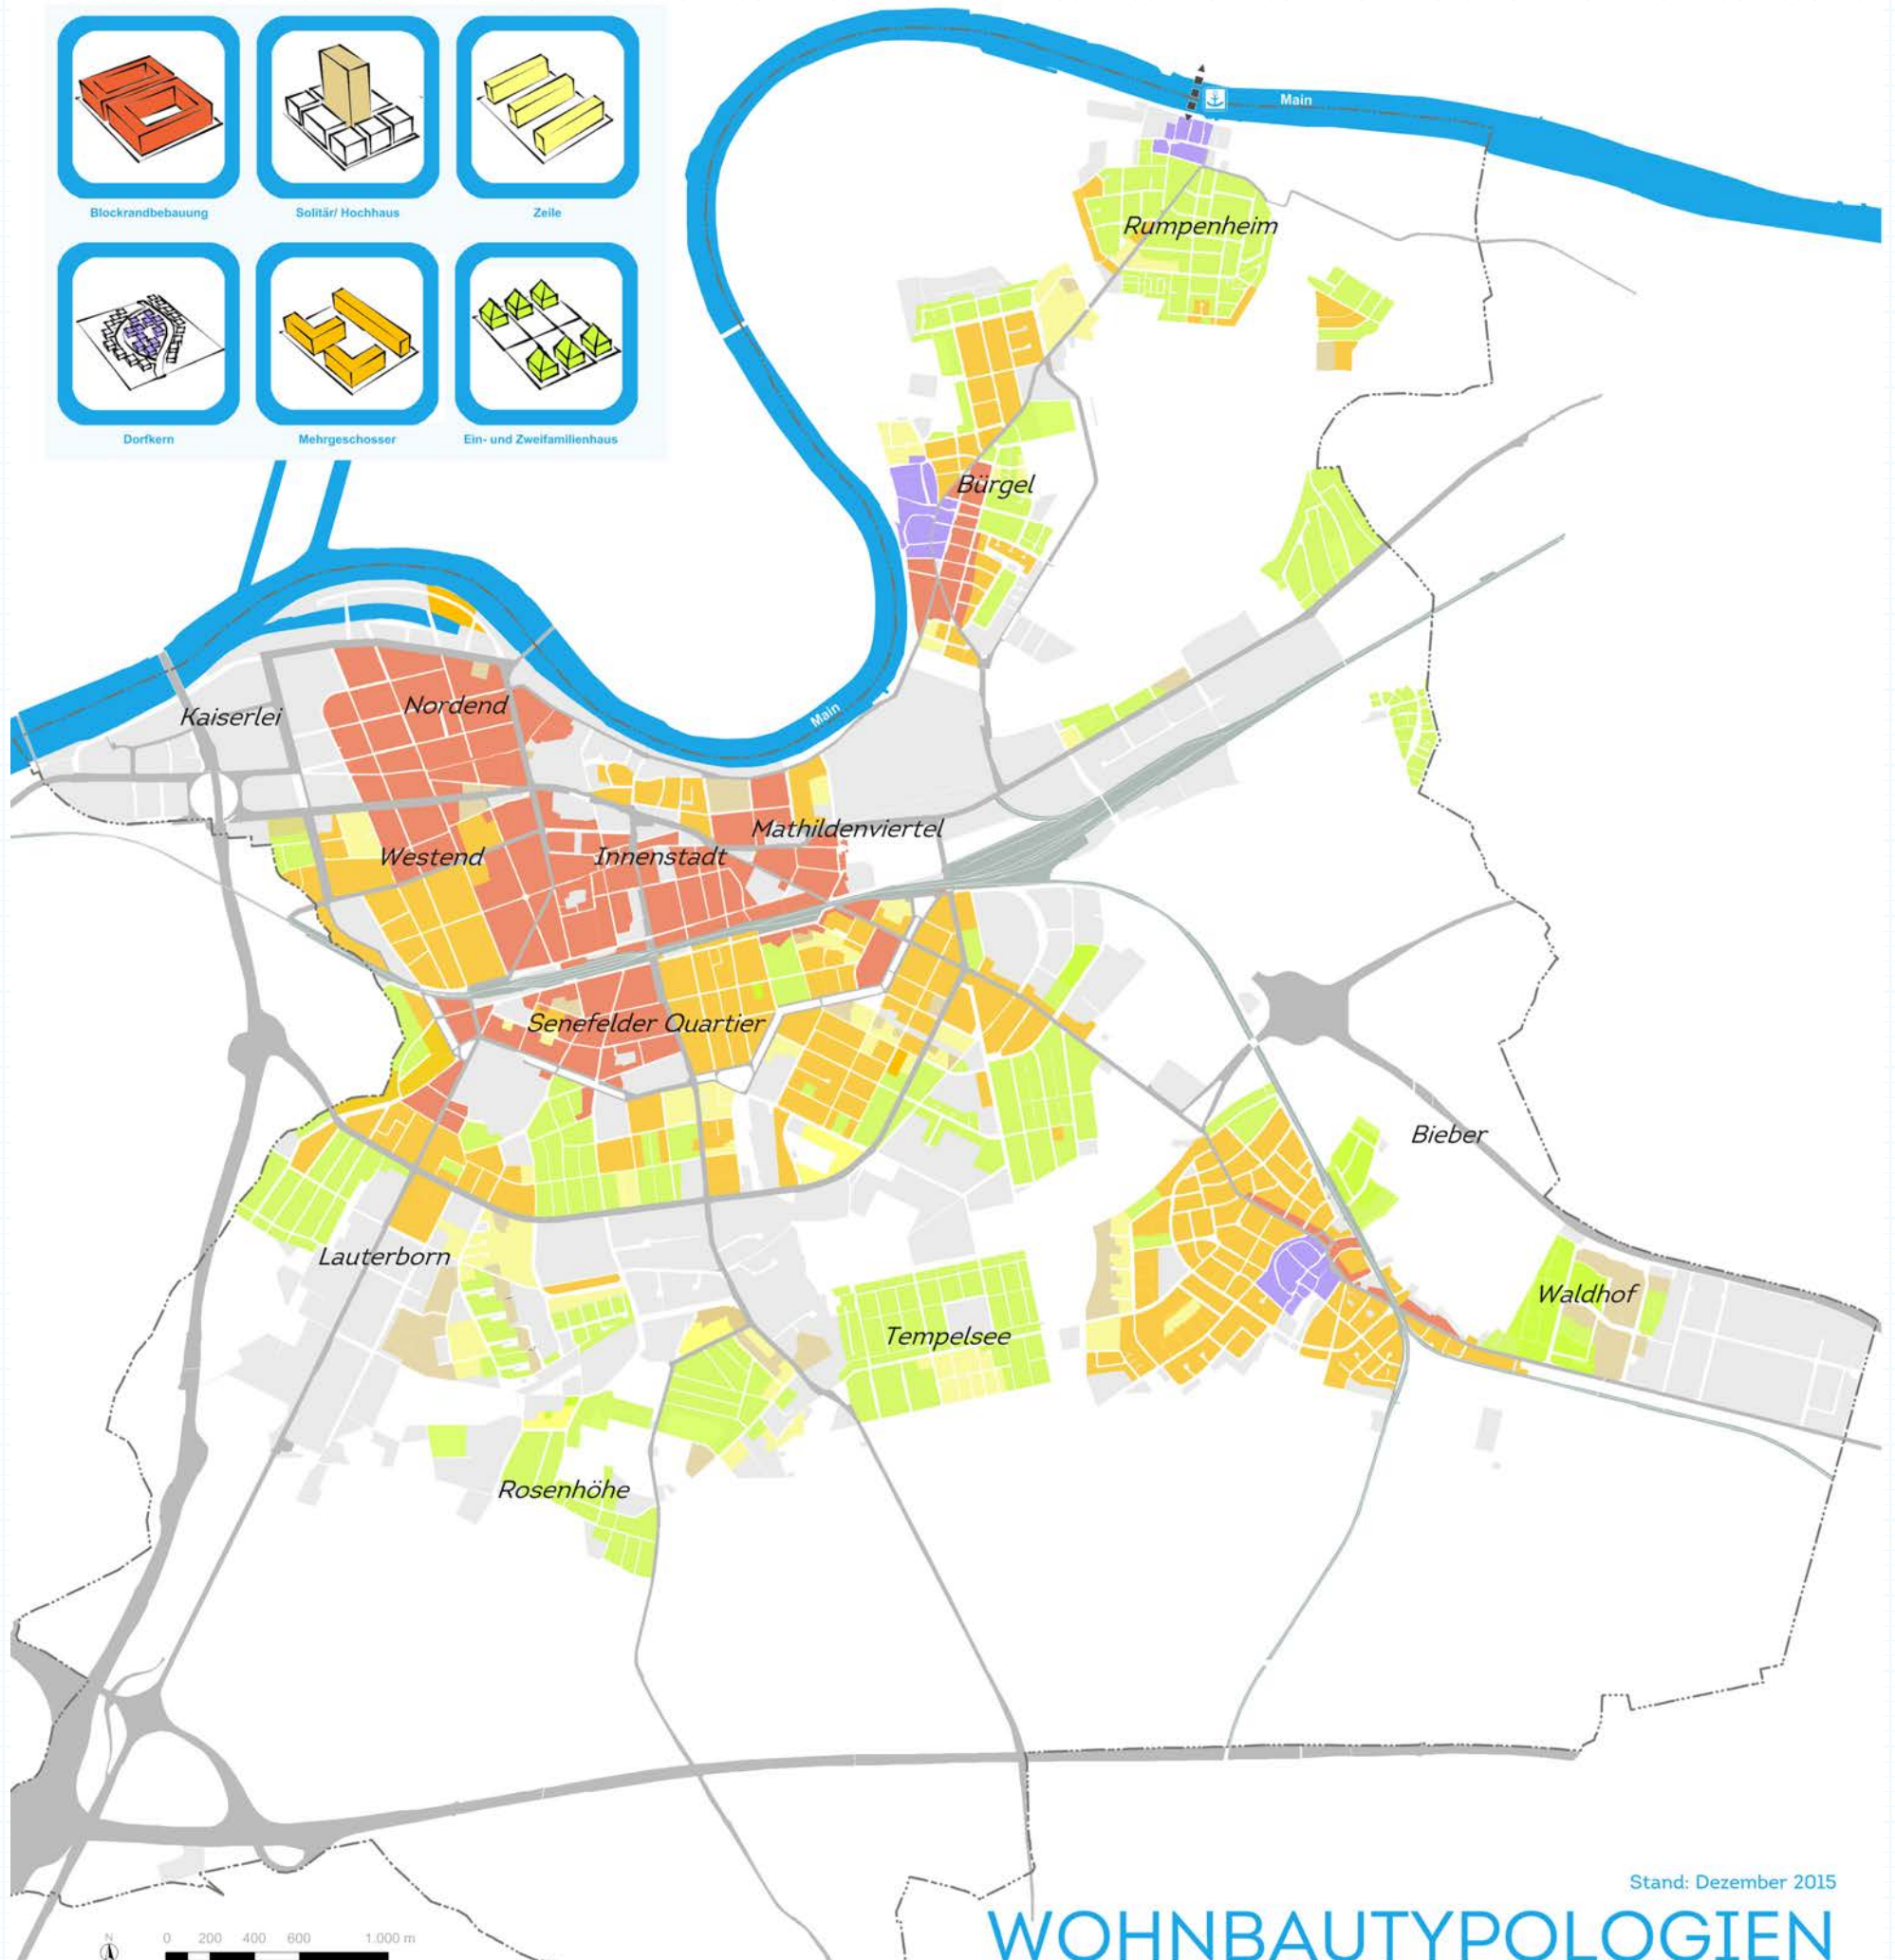 Blockrandbebauung
Solitär/ Hochhaus
Zeile
Dorfkern
Mehrgeschosser
Ein- und Zweifamilienhaus
Main
Rumpenheim
Bürgel
Kaiserlei
Nordend
Main
Mathildenviertel
Westend
Innenstadt
Senefelder Quartier
Bieber
Lauterborn
Waldhof
Tempelsee
Rosenhöhe
Stand: Dezember 2015
WOHNBAUTYPOLOGIEN
N
0 200 400 600 1.000 m